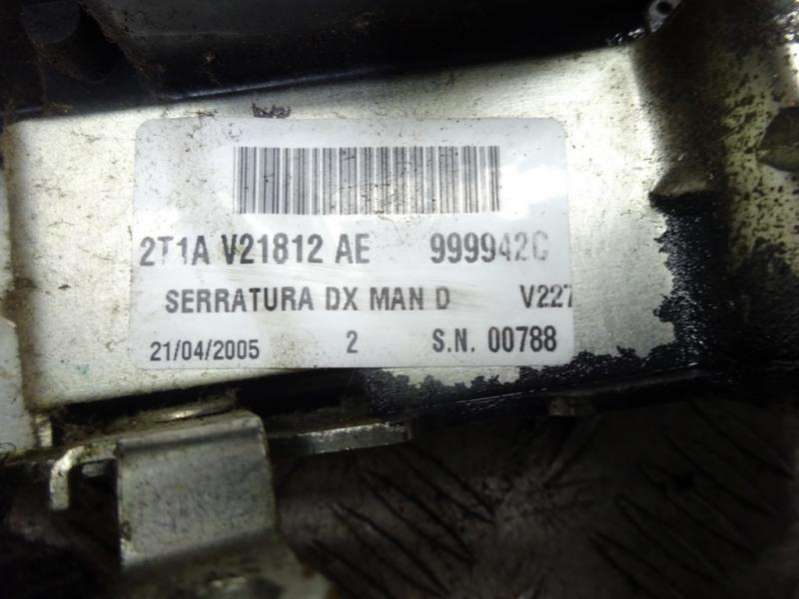 2T1A V21812 AE 999942C
SERRATURA DX MAN D V227
21/04/2005 2 S.N. 00788